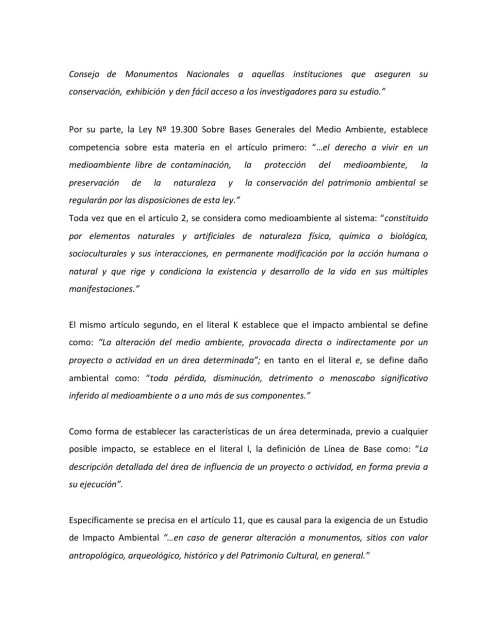 Consejo de Monumentos Nacionales a aquellas instituciones que aseguren su
conservación, exhibición y den fácil acceso a los investigadores para su estudio.”
Por su parte, la Ley Nº 19.300 Sobre Bases Generales del Medio Ambiente, establece
competencia sobre esta materia en el artículo primero: “…el derecho a vivir en un
medioambiente libre de contaminación, la protección del medioambiente, la
preservación de la naturaleza y la conservación del patrimonio ambiental se
regularán por las disposiciones de esta ley.”
Toda vez que en el artículo 2, se considera como medioambiente al sistema: “constituido
por elementos naturales y artificiales de naturaleza física, química o biológica,
socioculturales y sus interacciones, en permanente modificación por la acción humana o
natural y que rige y condiciona la existencia y desarrollo de la vida en sus múltiples
manifestaciones.”
El mismo artículo segundo, en el literal K establece que el impacto ambiental se define
como: “La alteración del medio ambiente, provocada directa o indirectamente por un
proyecto o actividad en un área determinada”; en tanto en el literal e, se define daño
ambiental como: “toda pérdida, disminución, detrimento o menoscabo significativo
inferido al medioambiente o a uno más de sus componentes.”
Como forma de establecer las características de un área determinada, previo a cualquier
posible impacto, se establece en el literal l, la definición de Línea de Base como: “La
descripción detallada del área de influencia de un proyecto o actividad, en forma previa a
su ejecución”.
Específicamente se precisa en el artículo 11, que es causal para la exigencia de un Estudio
de Impacto Ambiental “…en caso de generar alteración a monumentos, sitios con valor
antropológico, arqueológico, histórico y del Patrimonio Cultural, en general.”